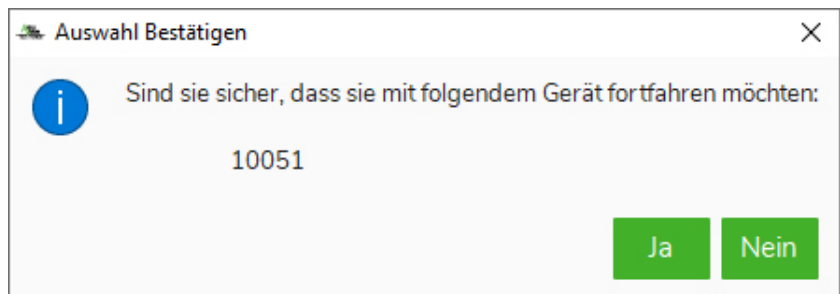 Auswahl Bestätigen
Sind sie sicher, dass sie mit folgendem Gerät fortfahren möchten:
10051
Ja Nein